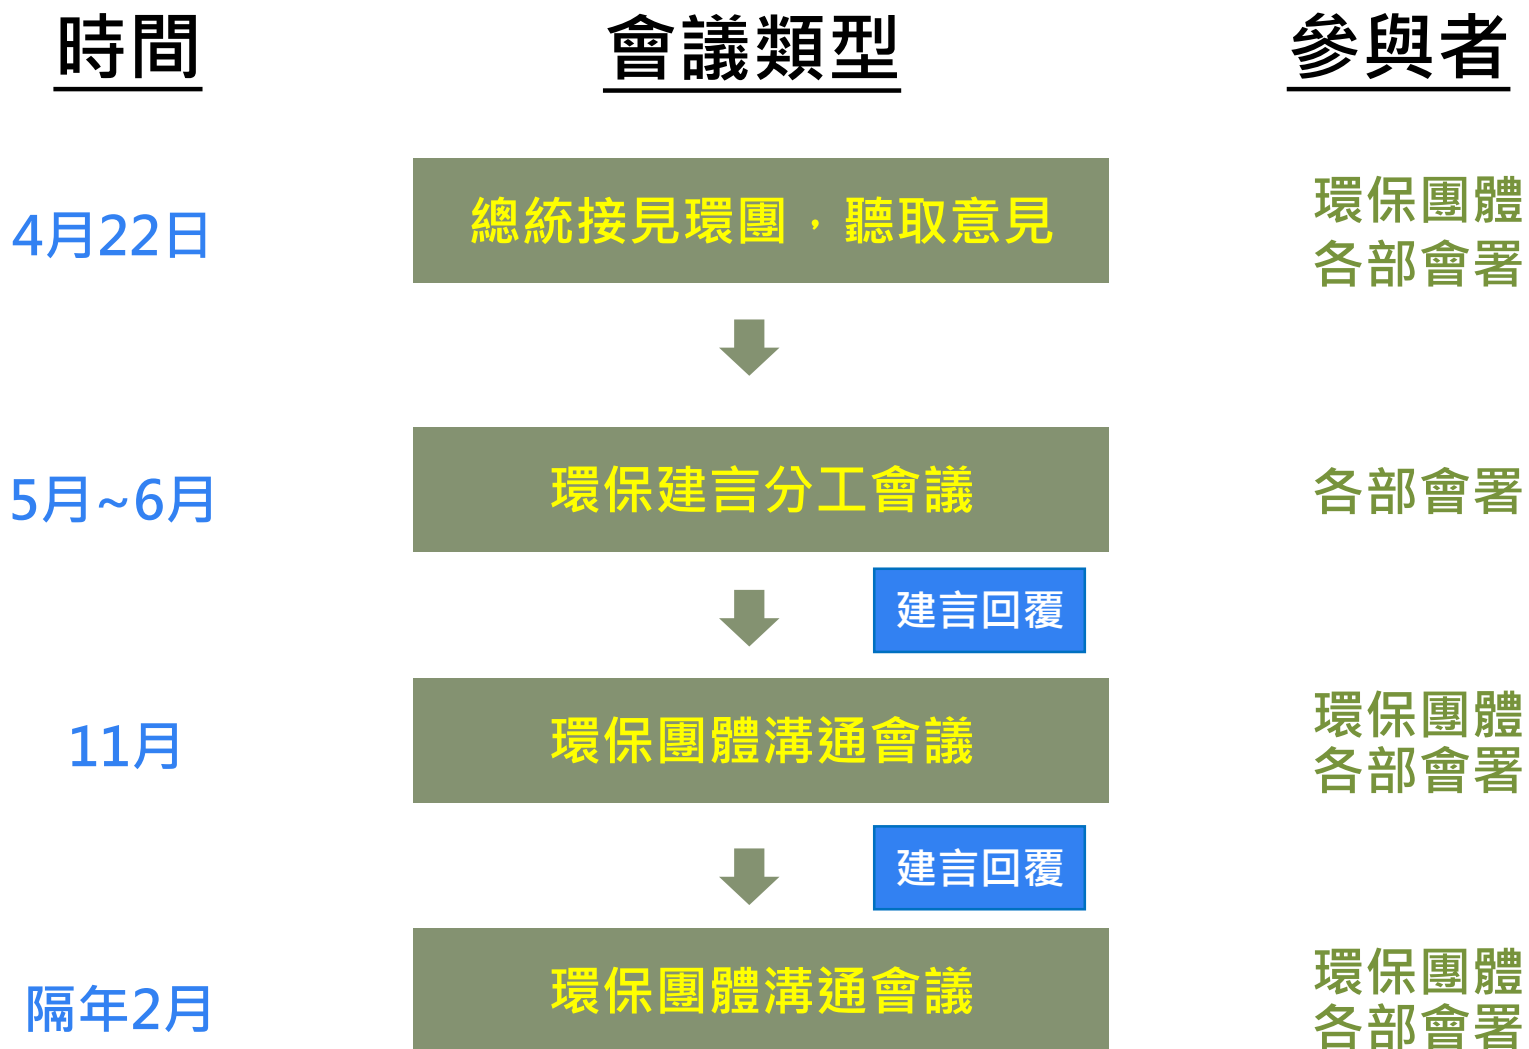 時間
會議類型
參與者
4月22日
總統接見環團，聽取意見
環保團體
各部會署
5月~6月
環保建言分工會議
各部會署
建言回覆
11月
環保團體溝通會議
環保團體
各部會署
建言回覆
隔年2月
環保團體溝通會議
環保團體
各部會署